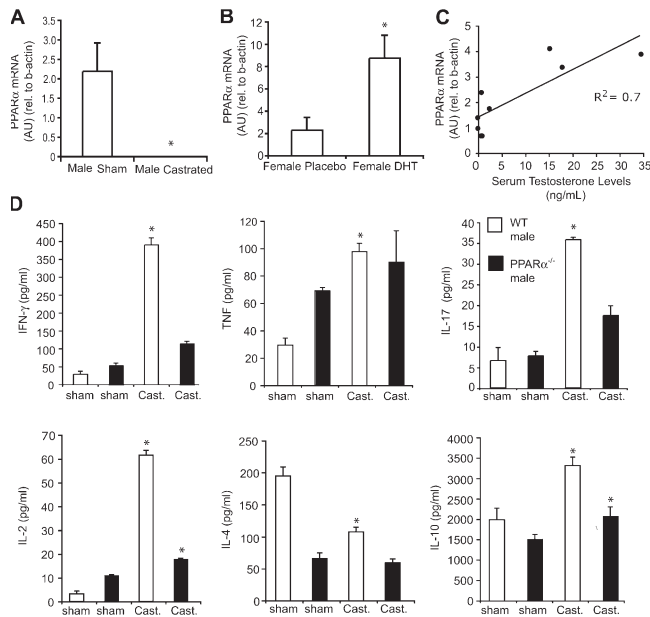 A
PPARα mRNA
(AU) (rel. to b-actin)
3.5
3.0
2.5
2.0
1.5
1.0
0.5
0
*
Male Sham
Male Castrated
B
PPARα mRNA
(AU) (rel. to b-actin)
12
10
8
6
4
2
0
*
Female Placebo
Female DHT
C
PPARα mRNA
(AU) (rel. to b-actin)
5
4
3
2
1
0
R2= 0.7
0 5 10 15 20 25 30 35
Serum Testosterone Levels
(ng/mL)
D
IFN-γ (pg/ml)
450
400
350
300
250
200
150
100
50
0
*
sham sham Cast. Cast.
TNF (pg/ml)
120
100
80
60
40
20
0
*
sham sham Cast. Cast.
IL-17 (pg/ml)
40
35
30
25
20
15
10
5
0
*
WT
male
PPARα-/-
male
sham sham Cast. Cast.
IL-2 (pg/ml)
70
60
50
40
30
20
10
0
*
*
sham sham Cast. Cast.
IL-4 (pg/ml)
250
200
150
100
50
0
*
sham sham Cast. Cast.
IL-10 (pg/ml)
4000
3500
3000
2500
2000
1500
1000
500
0
*
*
sham sham Cast. Cast.